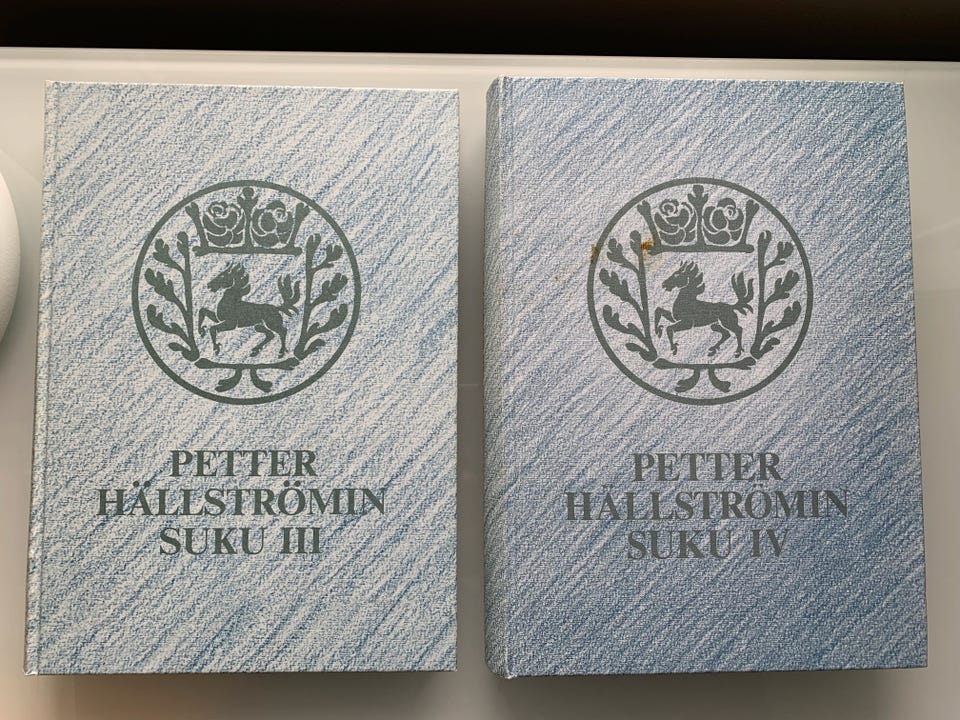 PETTER
HÄLLSTRÖMIN
SUKU III
PETTER
HÄLLSTRÖMIN
SUKU IV